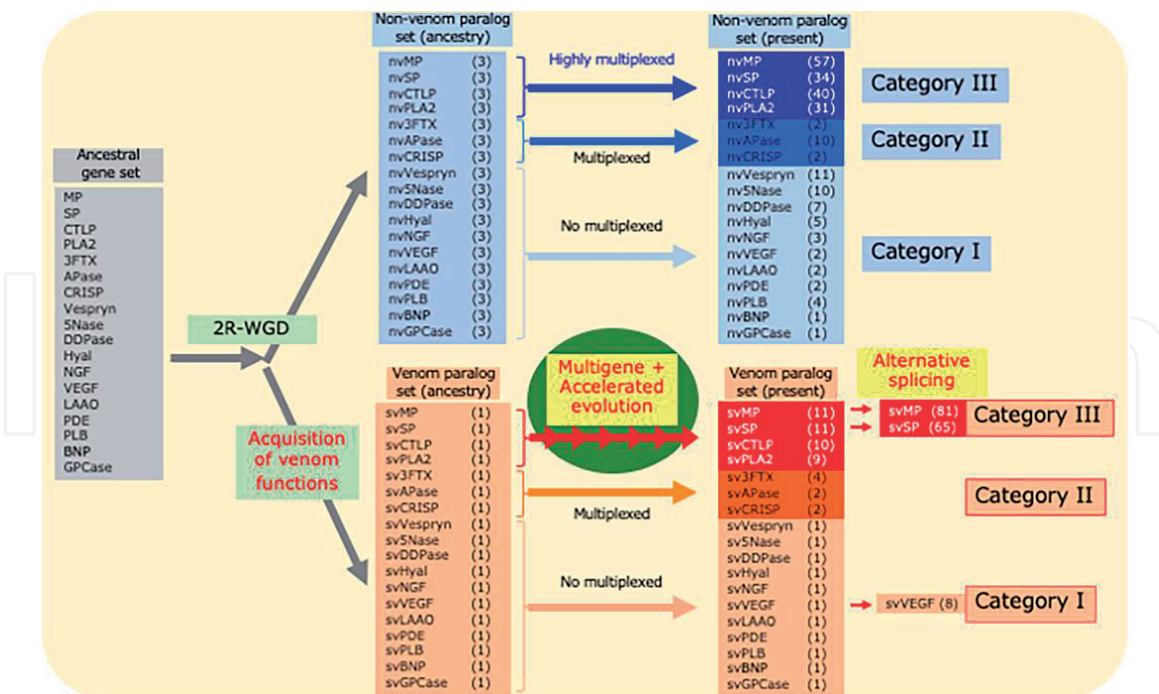 Ancestral
gene set
MP
SP
CTLP
PLA2
3FTX
APase
CRISP
Vespryn
5Nase
DDPase
Hyal
NGF
VEGF
LAAO
PDE
PLB
BNP
GPCase
2R-WGD
Acquisition
of venom
functions
Non-venom paralog
set (ancestry)
nvMP (3)
nvSP (3)
nvCTLP (3)
nvPLA2 (3)
nv3FTX (3)
nvAPase (3)
nvCRISP (3)
nvVespryn (3)
nv5Nase (3)
nvDDPase (3)
nvHyal (3)
nvNGF (3)
nvVEGF (3)
nvLAAO (3)
nvPDE (3)
nvPLB (3)
nvBNP (3)
nvGPCase (3)
Highly multiplexed
Multiplexed
No multiplexed
Non-venom paralog
set (present)
nvMP (57)
nvSP (34)
nvCTLP (40)
nvPLA2 (31)
nv3FTX (2)
nvAPase (10)
nvCRISP (2)
nvVespryn (11)
nv5Nase (10)
nvDDPase (7)
nvHyal (5)
nvNGF (3)
nvVEGF (2)
nvLAAO (2)
nvPDE (2)
nvPLB (4)
nvBNP (1)
nvGPCase (1)
Category III
Category II
Category I
Venom paralog
set (ancestry)
svMP (1)
svSP (1)
svCTLP (1)
svPLA2 (1)
sv3FTX (1)
svAPase (1)
svCRISP (1)
svVespryn (1)
sv5Nase (1)
svDDPase (1)
svHyal (1)
svNGF (1)
svVEGF (1)
svLAAO (1)
svPDE (1)
svPLB (1)
svBNP (1)
svGPCase (1)
Multigene +
Accelerated
evolution
Multiplexed
No multiplexed
Venom paralog
set (present)
svMP (11)
svSP (11)
svCTLP (10)
svPLA2 (9)
sv3FTX (4)
svAPase (2)
svCRISP (2)
svVespryn (1)
sv5Nase (1)
svDDPase (1)
svHyal (1)
svNGF (1)
svVEGF (1)
svLAAO (1)
svPDE (1)
svPLB (1)
svBNP (1)
svGPCase (1)
Alternative
splicing
svMP (81)
svSP (65)
Category III
Category II
svVEGF (8)
Category I